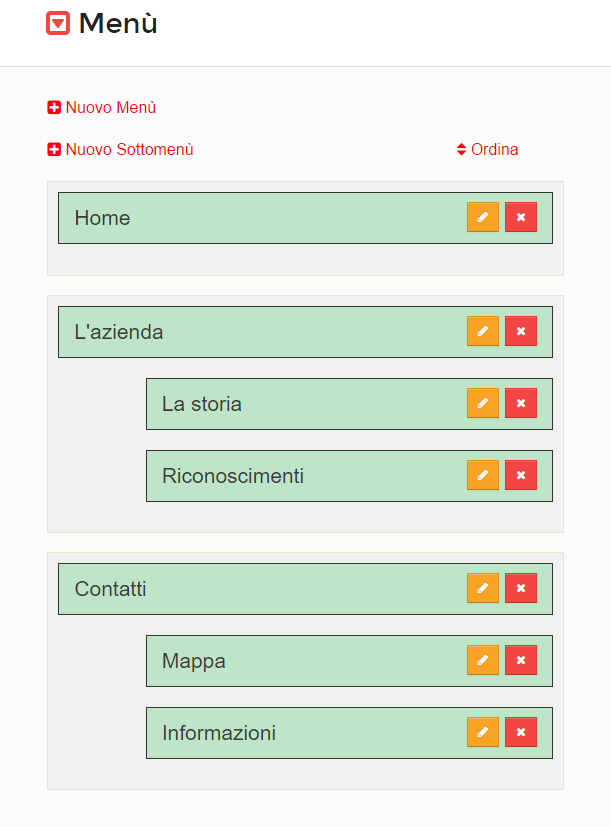 Menù
Nuovo Menù
Nuovo Sottomenù
Ordina
Home
L'azienda
La storia
Riconoscimenti
Contatti
Mappa
Informazioni